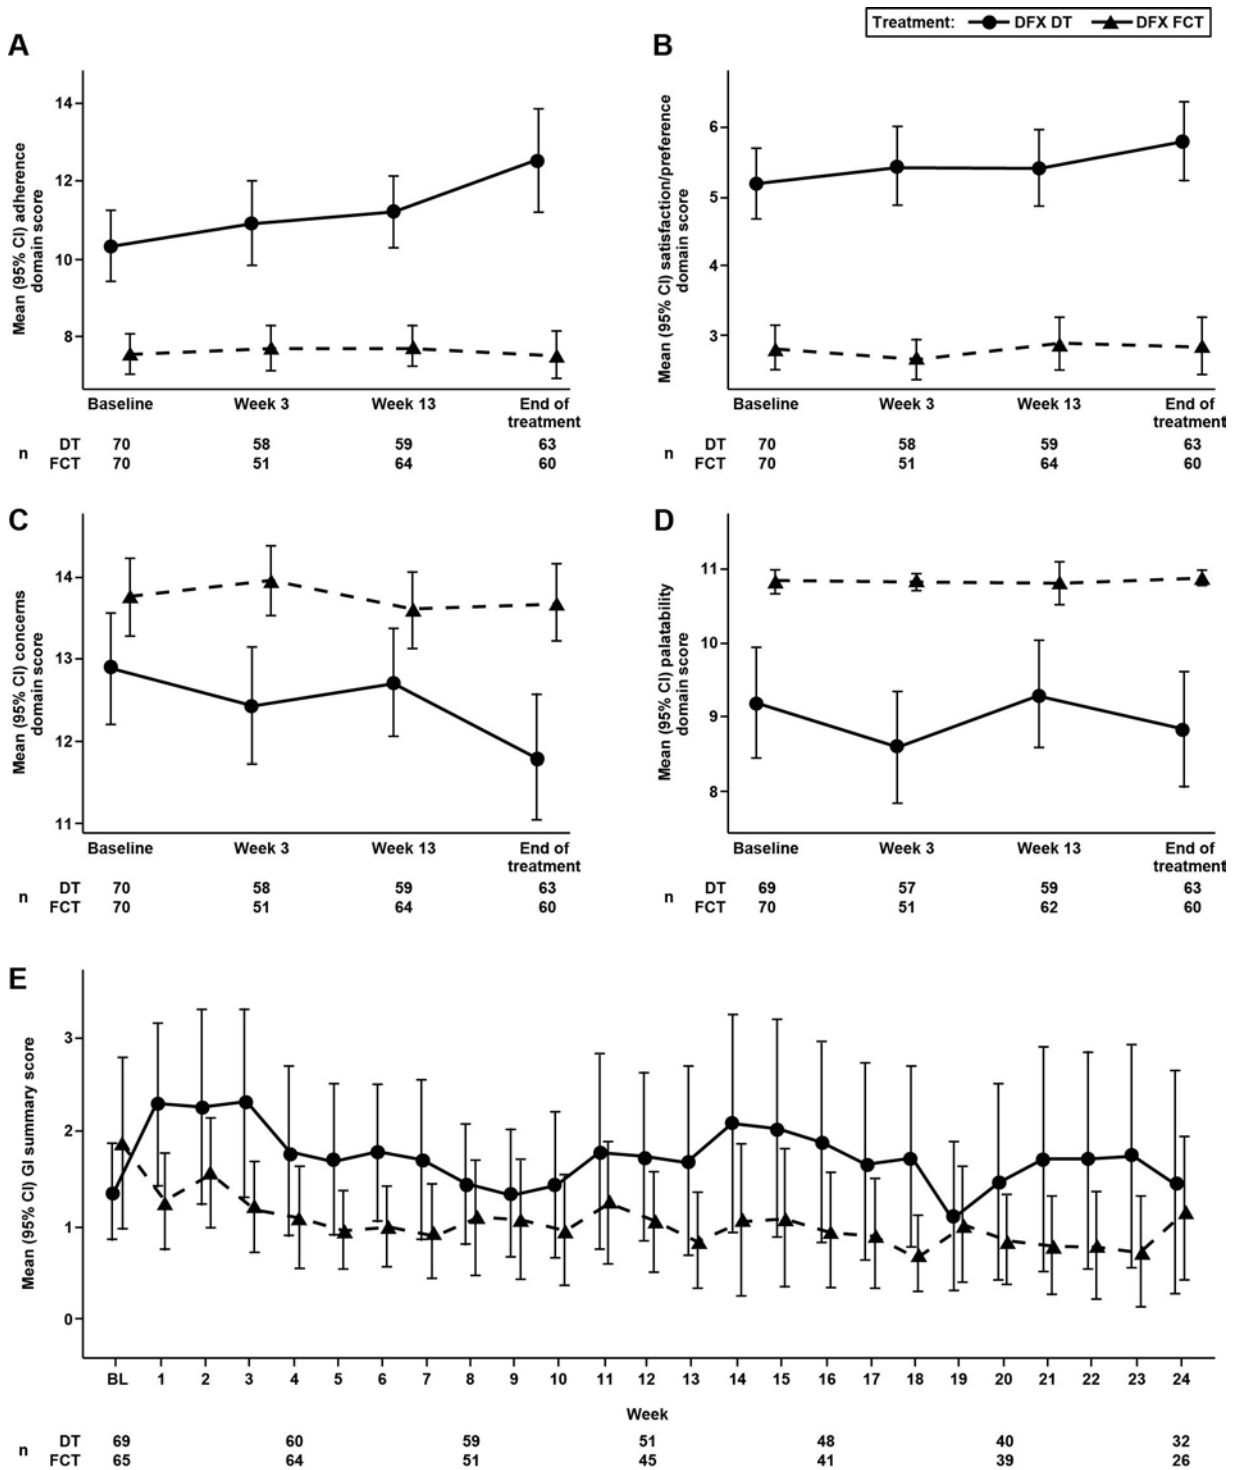 Treatment: DFX DT DFX FCT
A
Mean (95% CI) adherence
domain score
14
12
10
8
Baseline Week 3 Week 13 End of
treatment
n
DT 70 58 59 63
FCT 70 51 64 60
B
Mean (95% CI) satisfaction/preference
domain score
6
5
4
3
Baseline Week 3 Week 13 End of
treatment
n
DT 70 58 59 63
FCT 70 51 64 60
C
Mean (95% CI) concerns
domain score
14
13
12
11
Baseline Week 3 Week 13 End of
treatment
n
DT 70 58 59 63
FCT 70 51 64 60
D
Mean (95% CI) palatability
domain score
11
10
9
8
Baseline Week 3 Week 13 End of
treatment
n
DT 69 57 59 63
FCT 70 51 62 60
E
Mean (95% CI) GI summary score
3
2
1
0
BL 1 2 3 4 5 6 7 8 9 10 11 12 13 14 15 16 17 18 19 20 21 22 23 24
Week
n
DT 69 60 59 51 48 40 32
FCT 65 64 51 45 41 39 26